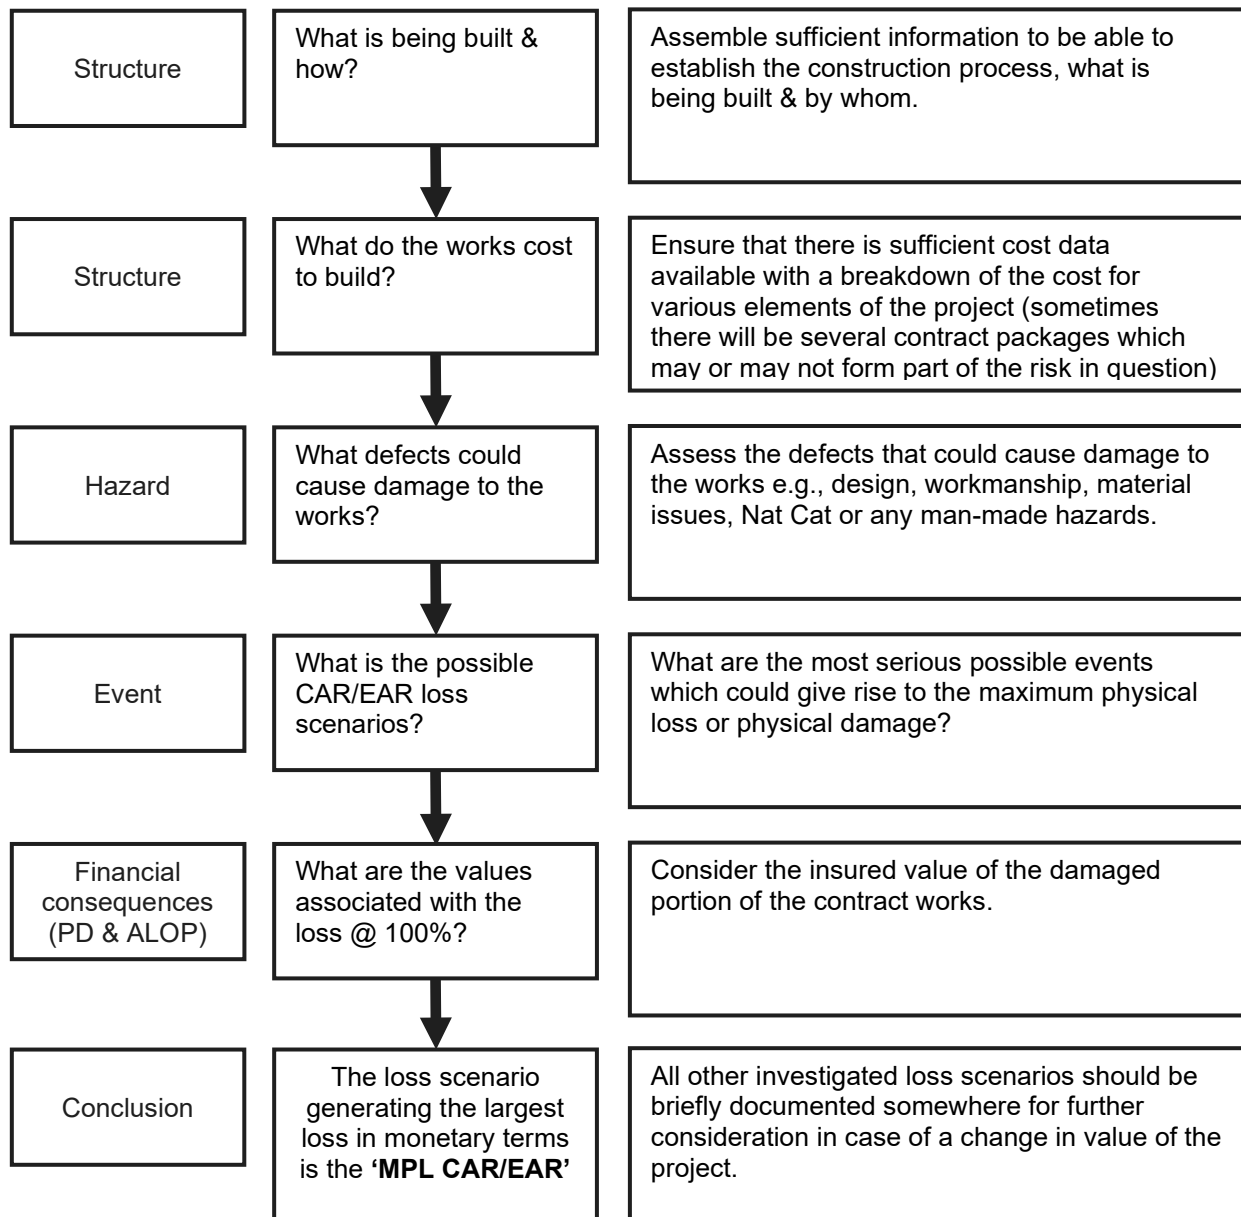 Structure
What is being built &
how?
Assemble sufficient information to be able to
establish the construction process, what is
being built & by whom.
Structure
What do the works cost
to build?
Ensure that there is sufficient cost data
available with a breakdown of the cost for
various elements of the project (sometimes
there will be several contract packages which
may or may not form part of the risk in question)
Hazard
What defects could
cause damage to the
works?
Assess the defects that could cause damage to
the works e.g., design, workmanship, material
issues, Nat Cat or any man-made hazards.
Event
What is the possible
CAR/EAR loss
scenarios?
What are the most serious possible events
which could give rise to the maximum physical
loss or physical damage?
Financial
consequences
(PD & ALOP)
What are the values
associated with the
loss @ 100%?
Consider the insured value of the damaged
portion of the contract works.
Conclusion
The loss scenario
generating the largest
loss in monetary terms
is the ‘MPL CAR/EAR’
All other investigated loss scenarios should be
briefly documented somewhere for further
consideration in case of a change in value of the
project.